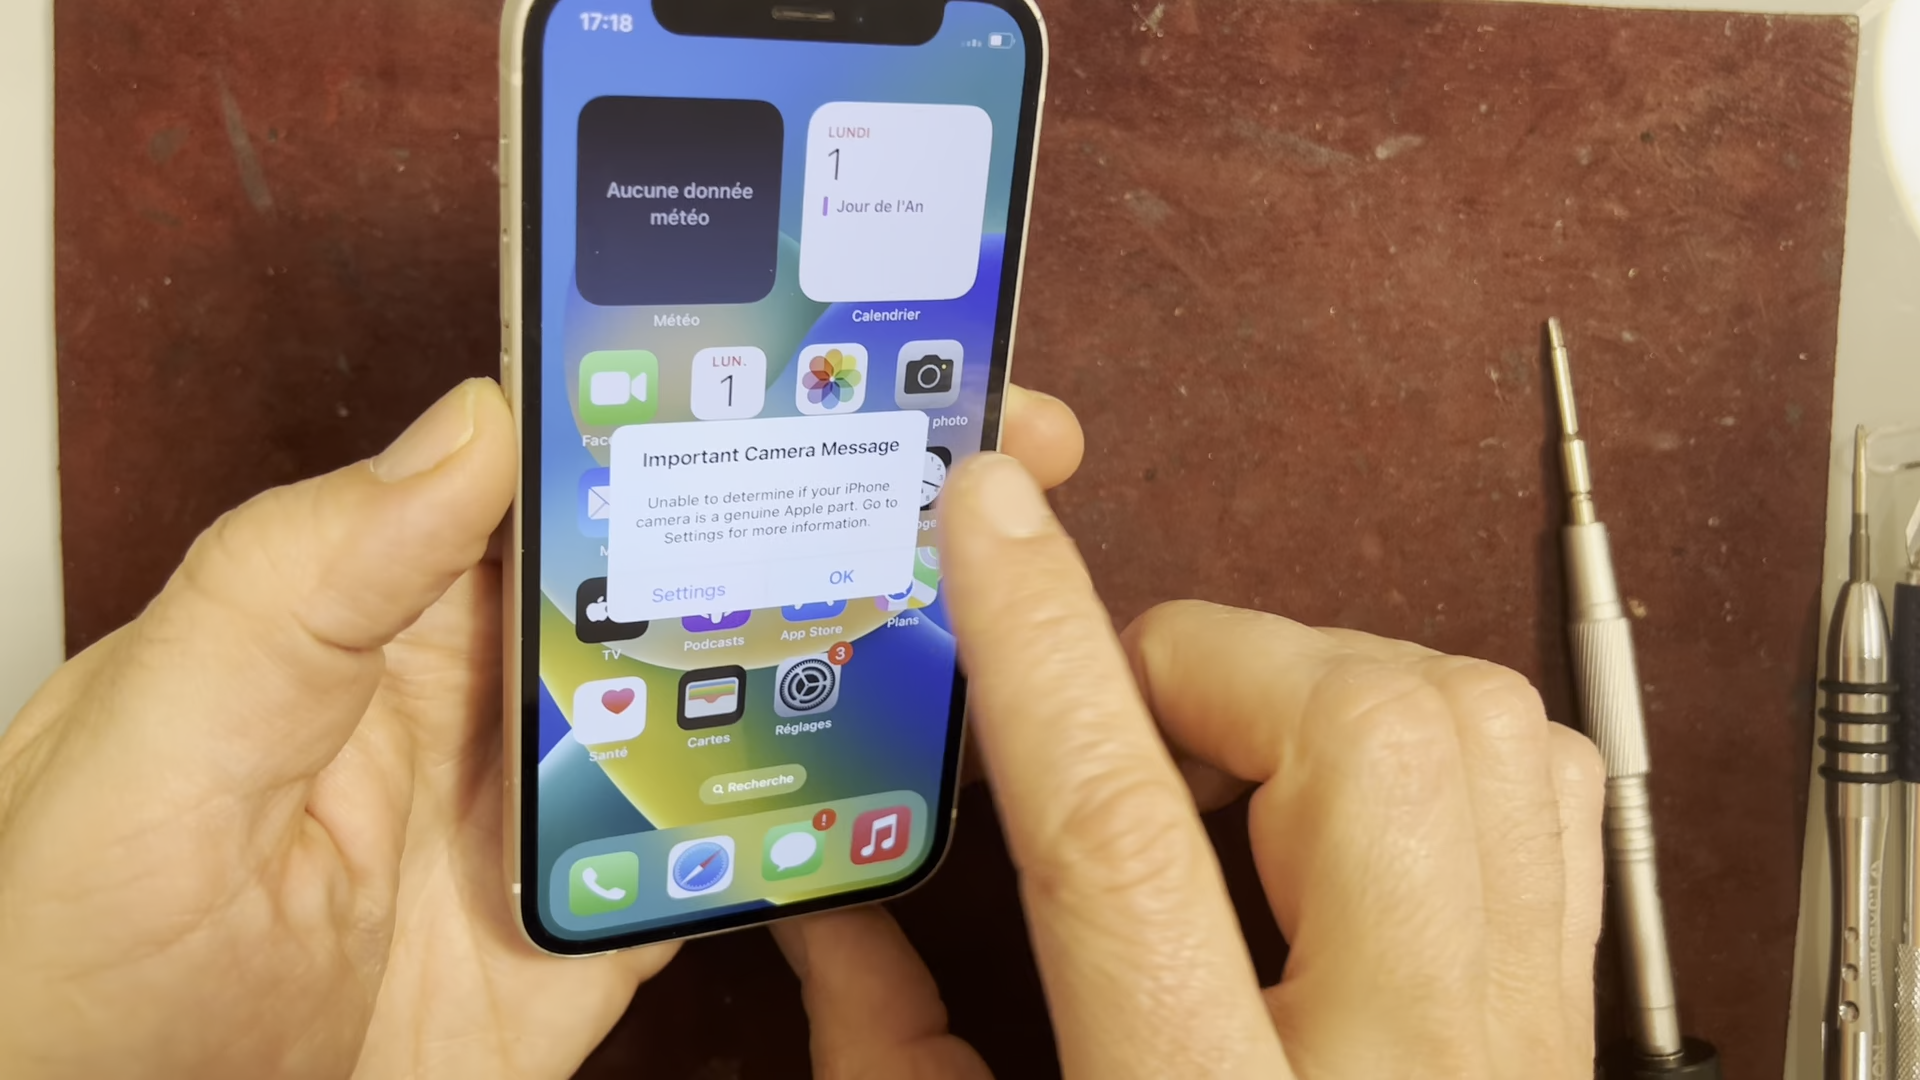 17:18
Aucune donnée
météo
LUNDI
1
Jour de l'An
Météo
Calendrier
LUN.
1
photo
Important Camera Message
Unable to determine if your iPhone
camera is a genuine Apple part. Go to
Settings for more information.
Settings
OK
TV
Podcasts
App Store
Plans
3
Santé
Cartes
Réglages
Recherche
!